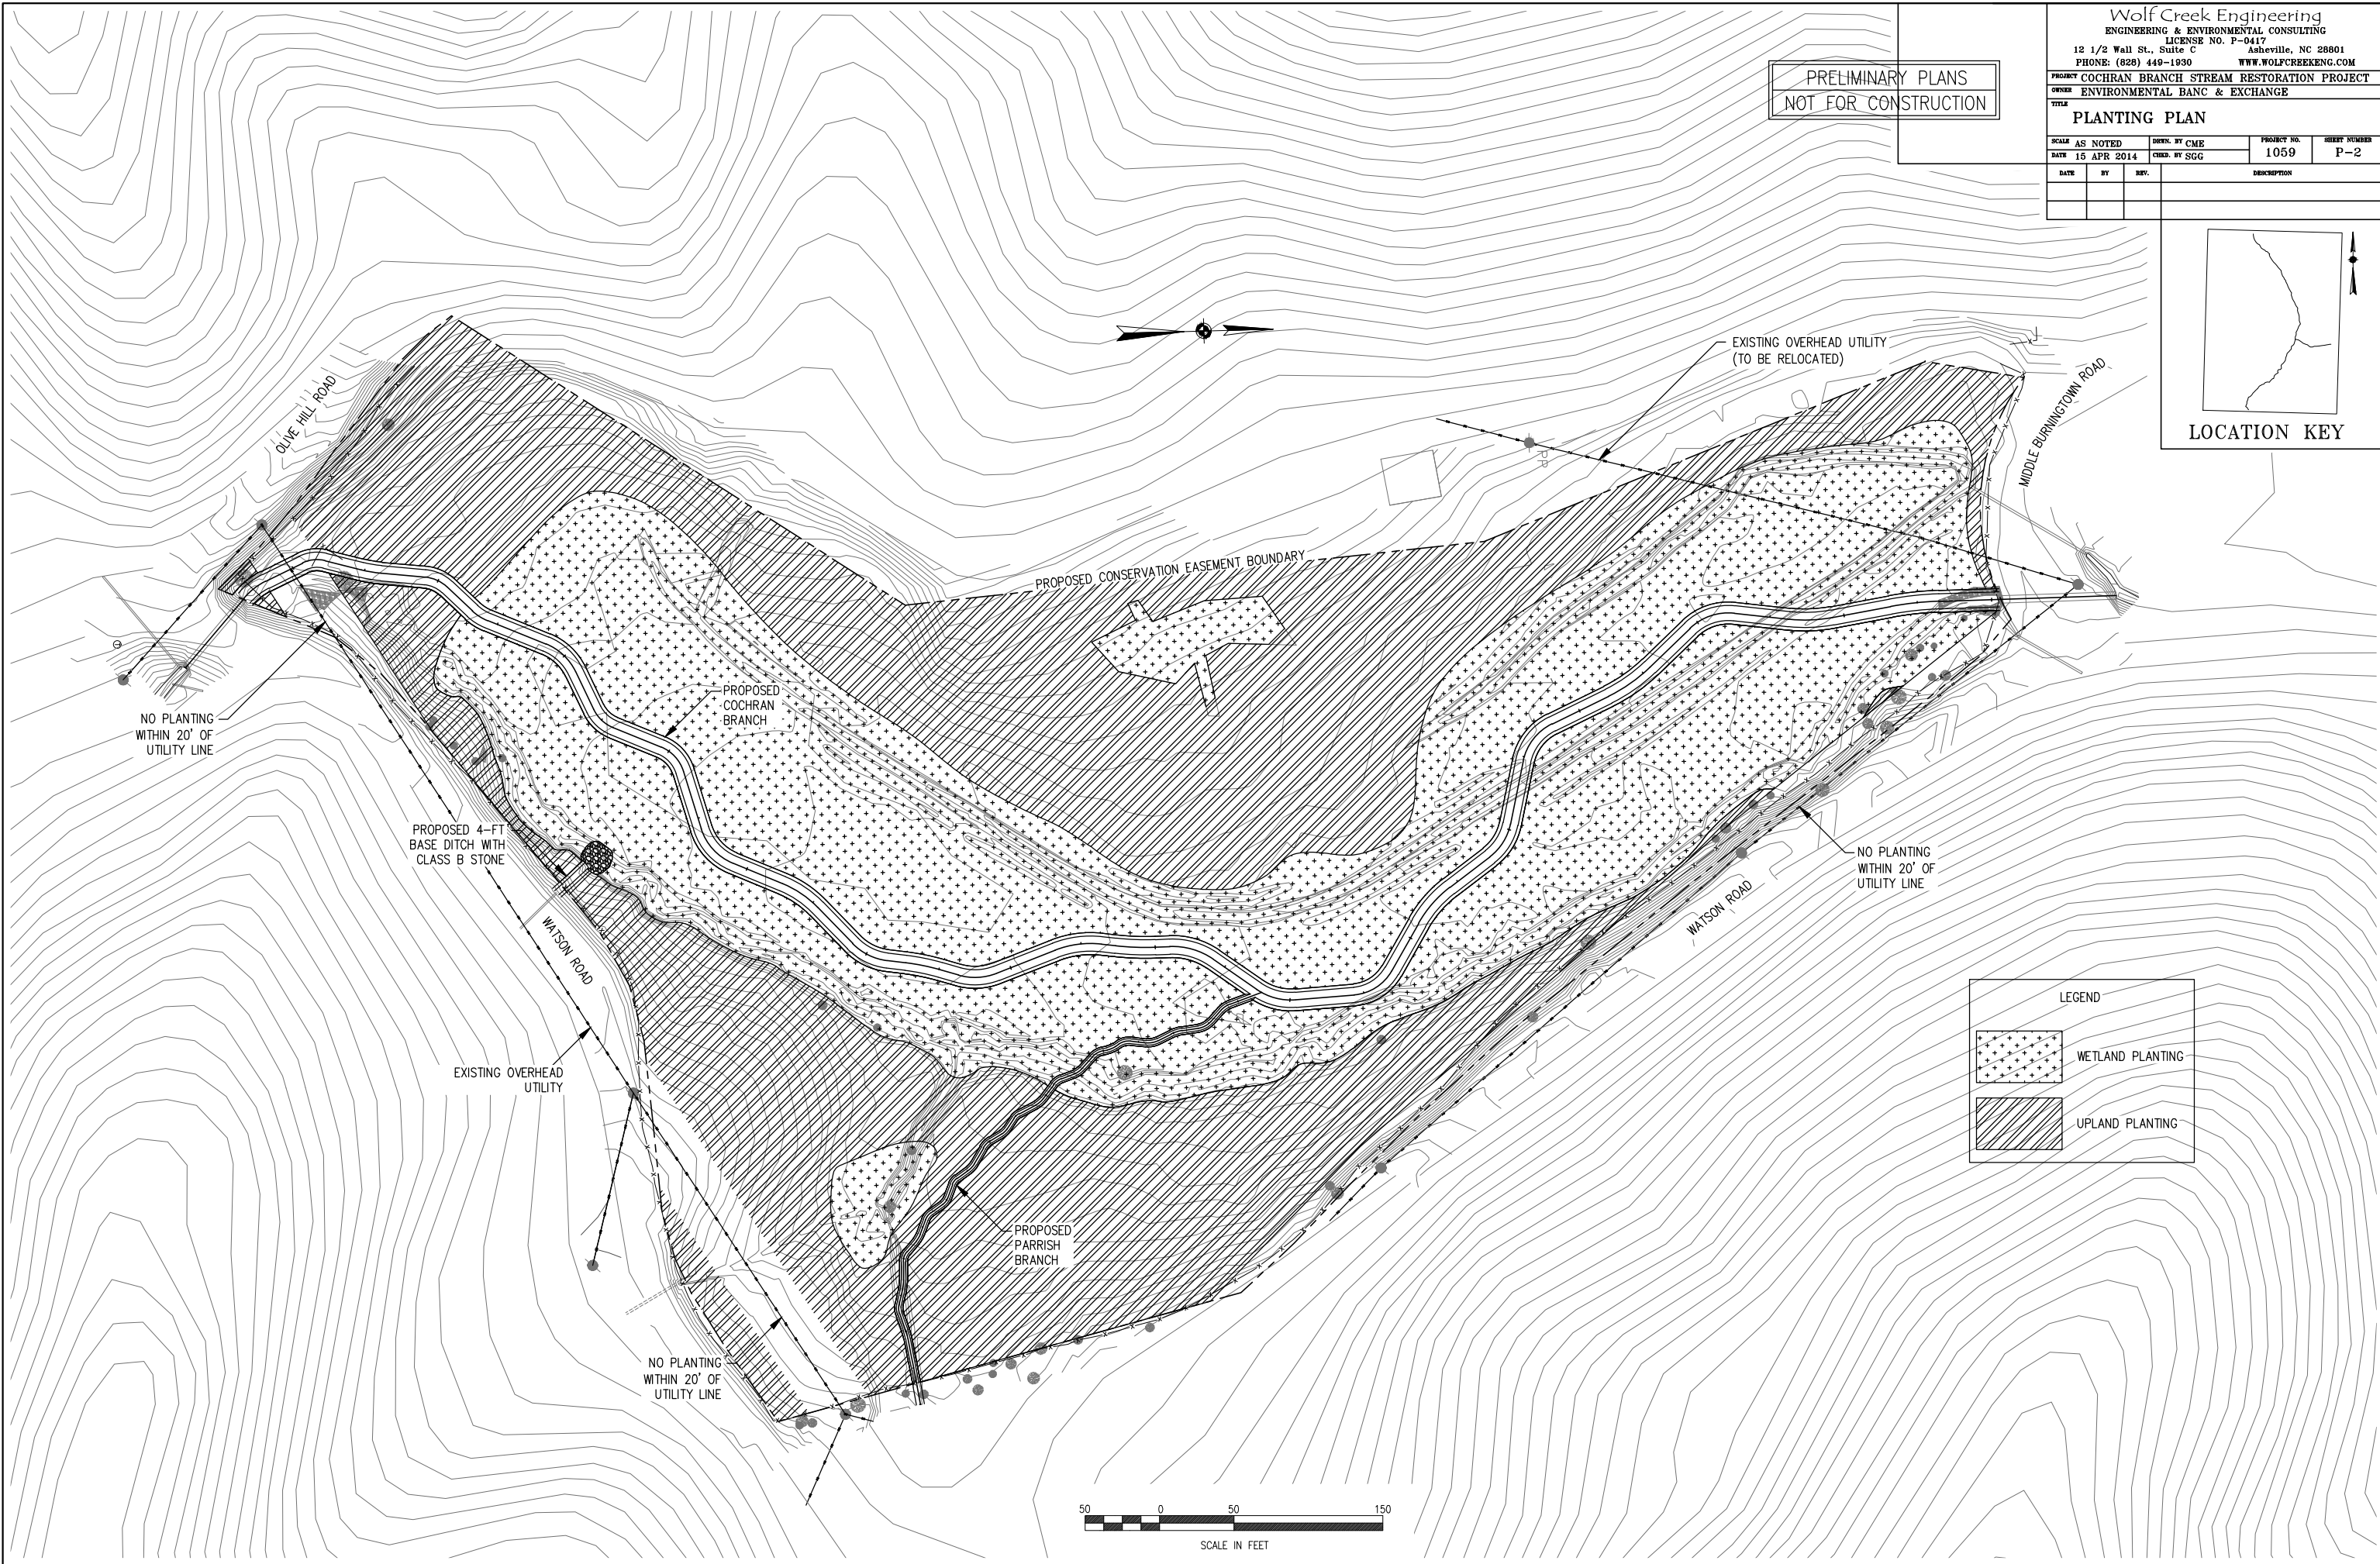 Wolf Creek Engineering
ENGINEERING & ENVIRONMENTAL CONSULTING
LICENSE NO. P-0417
12 1/2 Wall St., Suite C Asheville, NC 28801
PHONE: (828) 449-1930 WWW.WOLFCREEKENG.COM
PROJECT COCHRAN BRANCH STREAM RESTORATION PROJECT
OWNER ENVIRONMENTAL BANC & EXCHANGE
TITLE
PLANTING PLAN
SCALE AS NOTED DRWN. BY CME PROJECT NO. SHEET NUMBER
DATE 15 APR 2014 CHKD. BY SGG 1059 P-2
DATE BY REV. DESCRIPTION
PRELIMINARY PLANS
NOT FOR CONSTRUCTION
LOCATION KEY
EXISTING OVERHEAD UTILITY
(TO BE RELOCATED)
MIDDLE BURNINGTOWN ROAD
OLIVE HILL ROAD
PROPOSED CONSERVATION EASEMENT BOUNDARY
NO PLANTING
WITHIN 20' OF
UTILITY LINE
PROPOSED
COCHRAN
BRANCH
PROPOSED 4-FT
BASE DITCH WITH
CLASS B STONE
NO PLANTING
WITHIN 20' OF
UTILITY LINE
WATSON ROAD
WATSON ROAD
EXISTING OVERHEAD
UTILITY
LEGEND
WETLAND PLANTING
UPLAND PLANTING
PROPOSED
PARRISH
BRANCH
NO PLANTING
WITHIN 20' OF
UTILITY LINE
50 0 50 150
SCALE IN FEET